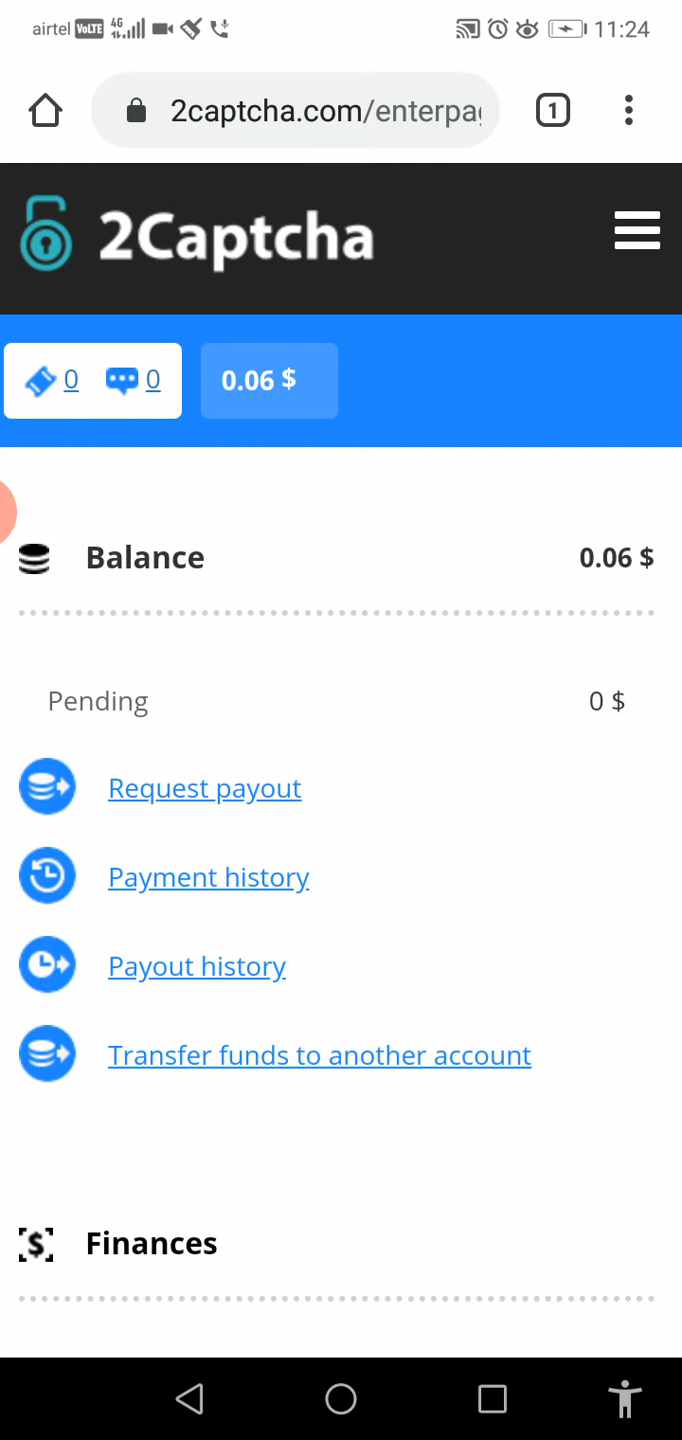 airtel VoLTE 4G 11:24
2captcha.com/enterpa 1
2Captcha
0 0 0.06 $
Balance 0.06 $
Pending 0 $
Request payout
Payment history
Payout history
Transfer funds to another account
$ Finances